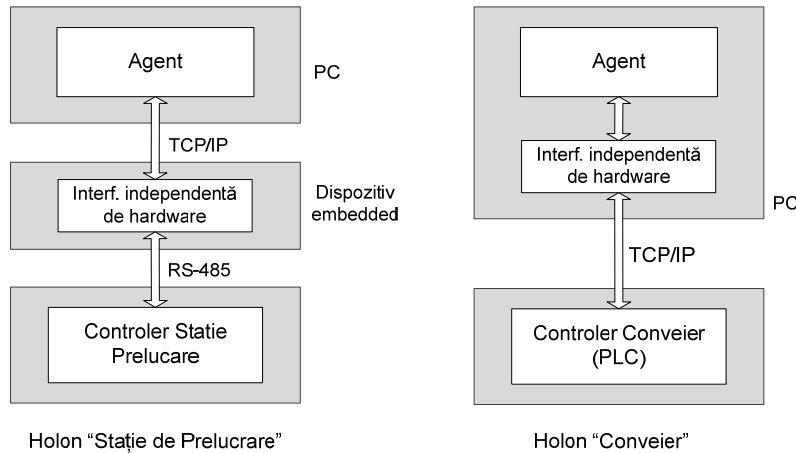 Agent
PC
TCP/IP
Interf. independentă
de hardware
Dispozitiv
embedded
RS-485
Controler Statie
Prelucare
Holon “Stație de Prelucrare”
Agent
Interf. independentă
de hardware
PC
TCP/IP
Controler Conveier
(PLC)
Holon “Conveier”